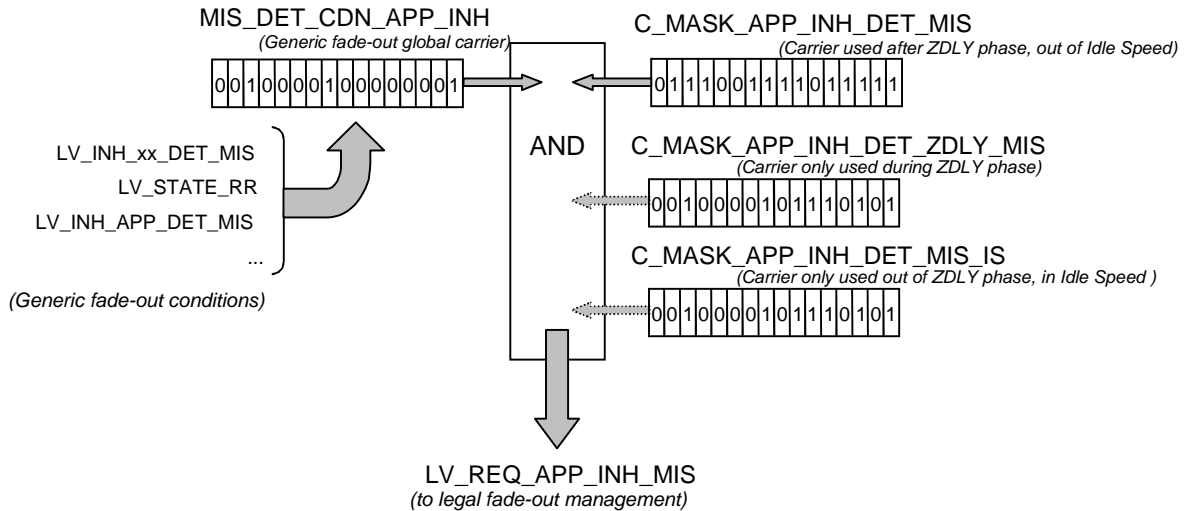 MIS_DET_CDN_APP_INH
(Generic fade-out global carrier)
0010000100000001
C_MASK_APP_INH_DET_MIS
(Carrier used after ZDLY phase, out of Idle Speed)
0111001111011111
LV_INH_xx_DET_MIS
LV_STATE_RR
LV_INH_APP_DET_MIS
...
(Generic fade-out conditions)
AND
C_MASK_APP_INH_DET_ZDLY_MIS
(Carrier only used during ZDLY phase)
0010000101110101
C_MASK_APP_INH_DET_MIS_IS
(Carrier only used out of ZDLY phase, in Idle Speed )
0010000101110101
LV_REQ_APP_INH_MIS
(to legal fade-out management)